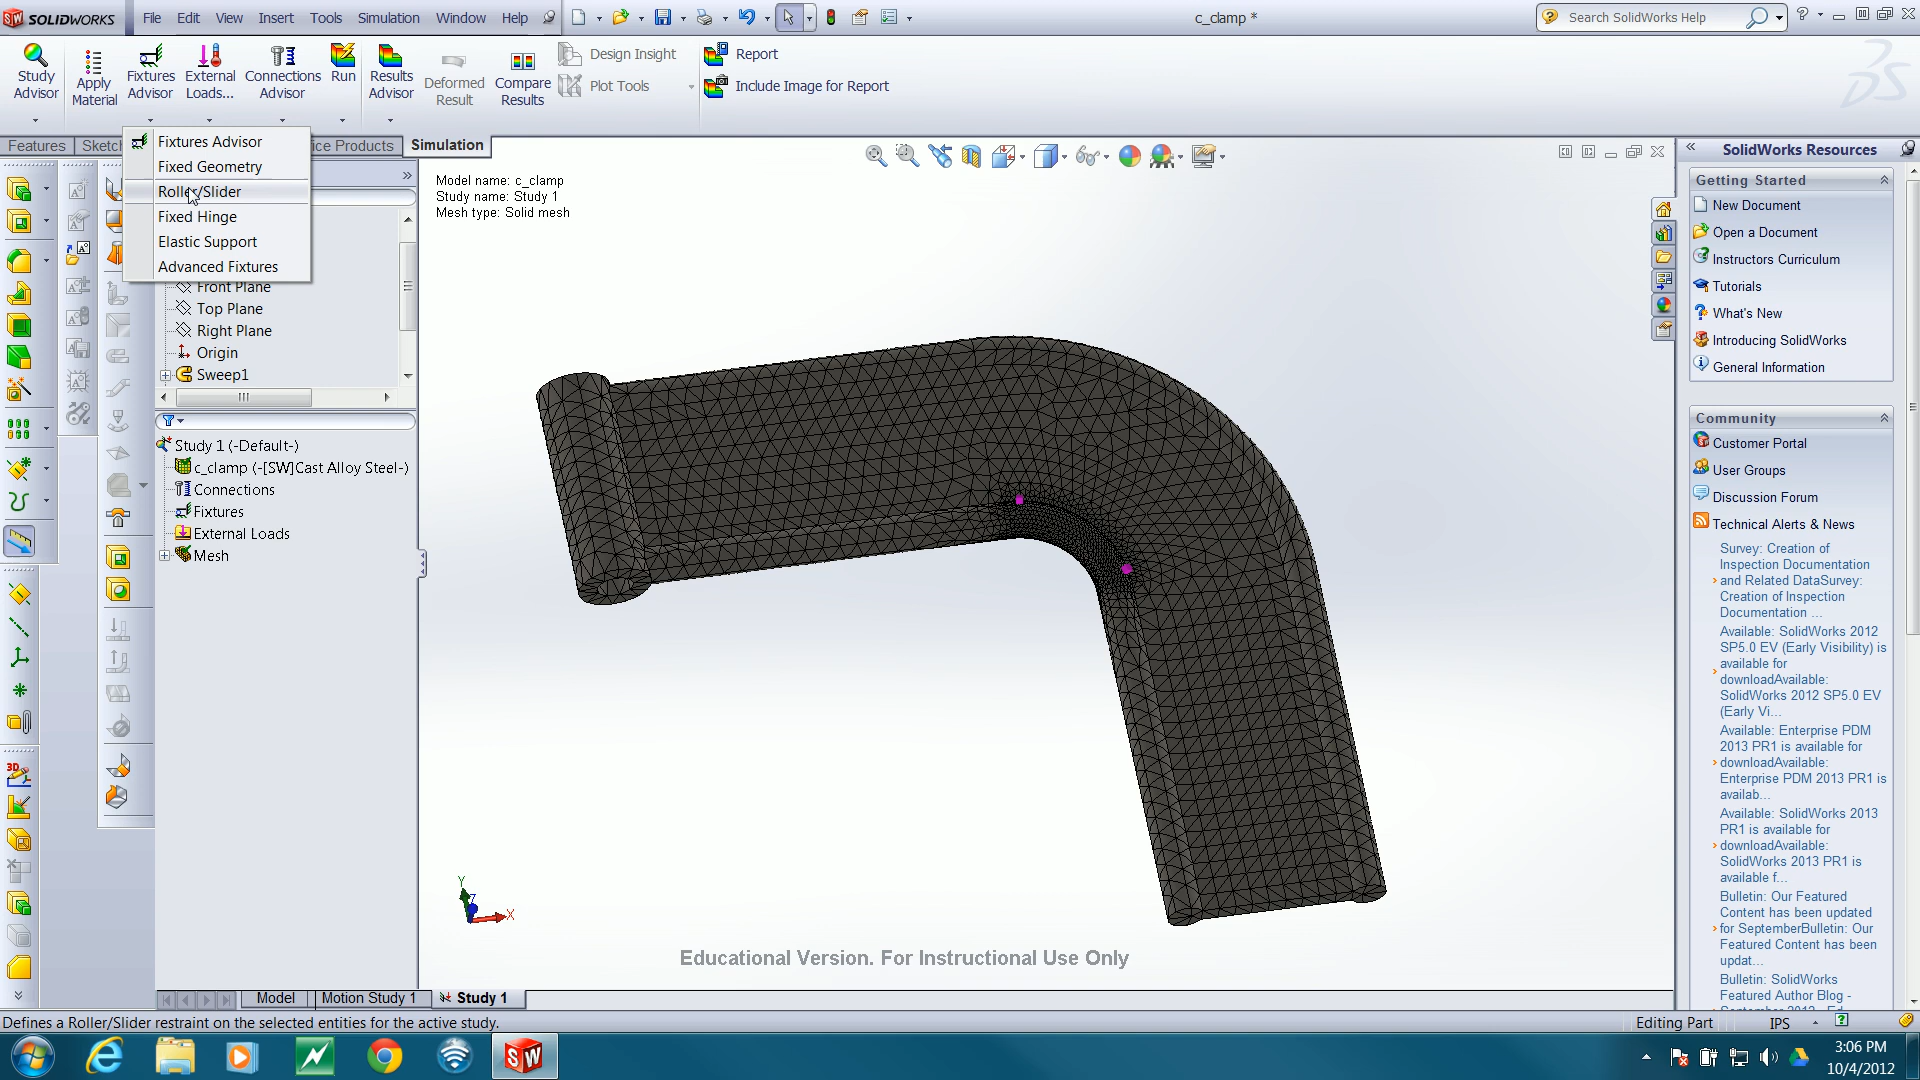 SOLIDWORKS
File Edit View Insert Tools Simulation Window Help
c_clamp *
Search SolidWorks Help
Study Advisor
Apply Material
Fixtures Advisor
External Loads...
Connections Advisor
Run
Results Advisor
Deformed Result
Compare Results
Design Insight
Plot Tools
Report
Include Image for Report
Features
Sketch
ice Products
Simulation
Fixtures Advisor
Fixed Geometry
Roller/Slider
Fixed Hinge
Elastic Support
Advanced Fixtures
Front Plane
Top Plane
Right Plane
Origin
Sweep1
Study 1 (-Default-)
c_clamp (-[SW]Cast Alloy Steel-)
Connections
Fixtures
External Loads
Mesh
Model name: c_clamp
Study name: Study 1
Mesh type: Solid mesh
Y
Z
X
Educational Version. For Instructional Use Only
SolidWorks Resources
Getting Started
New Document
Open a Document
Instructors Curriculum
Tutorials
What's New
Introducing SolidWorks
General Information
Community
Customer Portal
User Groups
Discussion Forum
Technical Alerts & News
Survey: Creation of
Inspection Documentation
and Related DataSurvey:
Creation of Inspection
Documentation ...
Available: SolidWorks 2012
SP5.0 EV (Early Visibility) is
available for
downloadAvailable:
SolidWorks 2012 SP5.0 EV
(Early Vi...
Available: Enterprise PDM
2013 PR1 is available for
downloadAvailable:
Enterprise PDM 2013 PR1 is
availab...
Available: SolidWorks 2013
PR1 is available for
downloadAvailable:
SolidWorks 2013 PR1 is
available f...
Bulletin: Our Featured
Content has been updated
for SeptemberBulletin: Our
Featured Content has been
updat...
Bulletin: SolidWorks
Featured Author Blog -
Model
Motion Study 1
Study 1
Defines a Roller/Slider restraint on the selected entities for the active study.
Editing Part
IPS
3:06 PM
10/4/2012